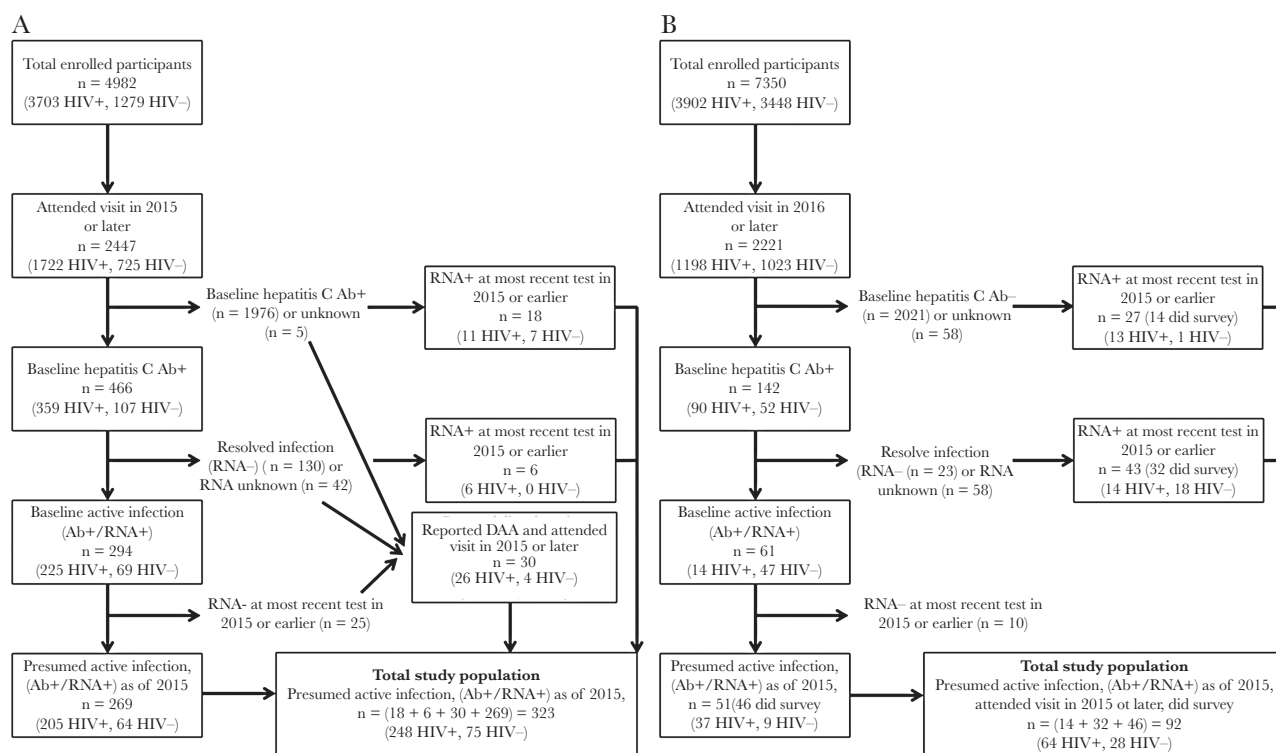 A
Total enrolled participants
n = 4982
(3703 HIV+, 1279 HIV–)
Attended visit in 2015
or later
n = 2447
(1722 HIV+, 725 HIV–)
Baseline hepatitis C Ab+
(n = 1976) or unknown
(n = 5)
RNA+ at most recent test in
2015 or earlier
n = 18
(11 HIV+, 7 HIV–)
Baseline hepatitis C Ab+
n = 466
(359 HIV+, 107 HIV–)
Resolved infection
(RNA–) ( n = 130) or
RNA unknown (n = 42)
RNA+ at most recent test in
2015 or earlier
n = 6
(6 HIV+, 0 HIV–)
Baseline active infection
(Ab+/RNA+)
n = 294
(225 HIV+, 69 HIV–)
Reported DAA and attended
visit in 2015 or later
n = 30
(26 HIV+, 4 HIV–)
RNA- at most recent test in
2015 or earlier (n = 25)
Presumed active infection,
(Ab+/RNA+) as of 2015
n = 269
(205 HIV+, 64 HIV–)
Total study population
Presumed active infection, (Ab+/RNA+) as of 2015,
n = (18 + 6 + 30 + 269) = 323
(248 HIV+, 75 HIV–)
B
Total enrolled participants
n = 7350
(3902 HIV+, 3448 HIV–)
Attended visit in 2016
or later
n = 2221
(1198 HIV+, 1023 HIV–)
Baseline hepatitis C Ab–
(n = 2021) or unknown
(n = 58)
RNA+ at most recent test in
2015 or earlier
n = 27 (14 did survey)
(13 HIV+, 1 HIV–)
Baseline hepatitis C Ab+
n = 142
(90 HIV+, 52 HIV–)
Resolve infection
(RNA– (n = 23) or RNA
unknown (n = 58)
RNA+ at most recent test in
2015 or earlier
n = 43 (32 did survey)
(14 HIV+, 18 HIV–)
Baseline active infection
(Ab+/RNA+)
n = 61
(14 HIV+, 47 HIV–)
RNA– at most recent test in
2015 or earlier (n = 10)
Presumed active infection,
(Ab+/RNA+) as of 2015,
n = 51(46 did survey
(37 HIV+, 9 HIV–)
Total study population
Presumed active infection, (Ab+/RNA+) as of 2015,
attended visit in 2015 ot later, did survey
n = (14 + 32 + 46) = 92
(64 HIV+, 28 HIV–)